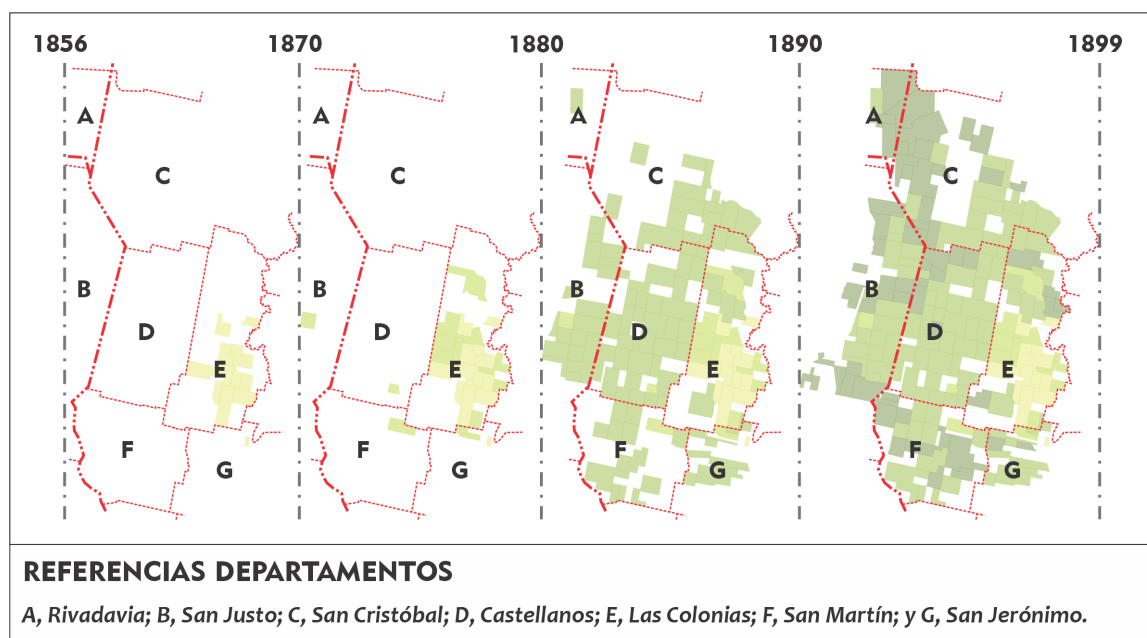 1856 1870 1880 1890 1899
A A A A
C C C C
B B B B
D D D D
E E E E
F F F F
G G G G
REFERENCIAS DEPARTAMENTOS
A, Rivadavia; B, San Justo; C, San Cristóbal; D, Castellanos; E, Las Colonias; F, San Martín; y G, San Jerónimo.